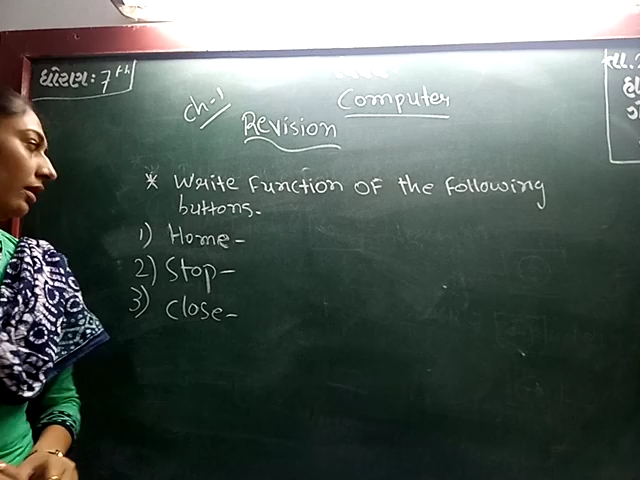 ધોરણ: 7th
Computer
ch-1
Revision
* Write Function of the following
buttons.
1) Home-
2) Stop-
3) close-